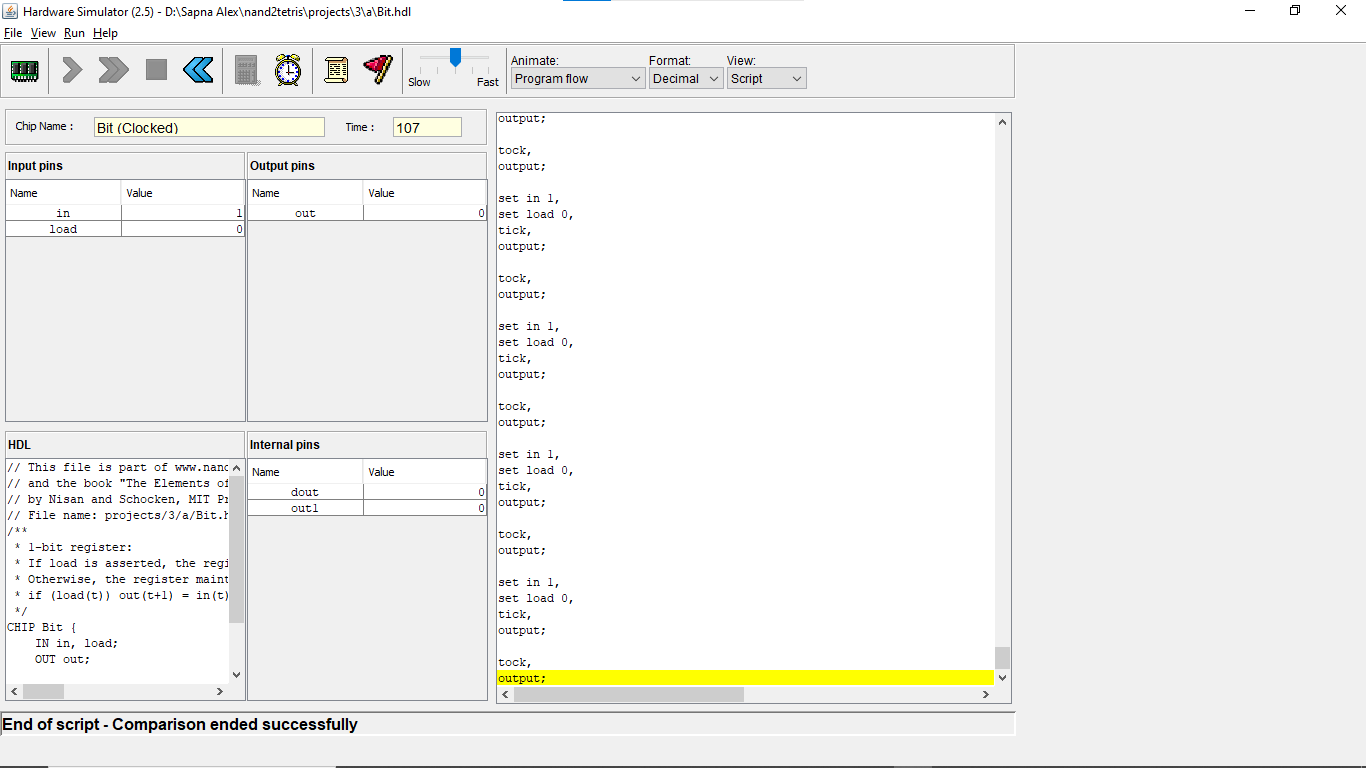 Hardware Simulator (2.5) - D:\Sapna Alex\nand2tetris\projects\3\a\Bit.hdl
File View Run Help
Slow Fast
Animate: Format: View:
Program flow Decimal Script
Chip Name : Bit (Clocked) Time : 107
Input pins
Name Value
in 1
load 0
Output pins
Name Value
out 0
HDL
// This file is part of www.nand
// and the book "The Elements of
// by Nisan and Schocken, MIT Pr
// File name: projects/3/a/Bit.h
/**
* 1-bit register:
* If load is asserted, the regi
* Otherwise, the register maint
* if (load(t)) out(t+1) = in(t)
*/
CHIP Bit {
IN in, load;
OUT out;
Internal pins
Name Value
dout 0
out1 0
output;
tock,
output;
set in 1,
set load 0,
tick,
output;
tock,
output;
set in 1,
set load 0,
tick,
output;
tock,
output;
set in 1,
set load 0,
tick,
output;
tock,
output;
set in 1,
set load 0,
tick,
output;
tock,
output;
End of script - Comparison ended successfully